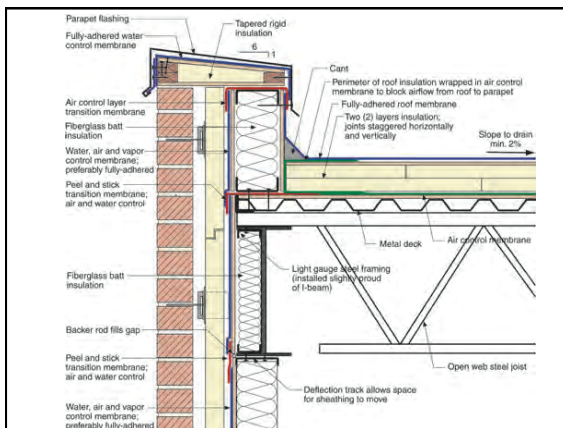 Parapet flashing
Fully-adhered water
control membrane
Tapered rigid
insulation
6
1
Cant
Perimeter of insulation wrapped in air control
membrane to block airflow from roof to parapet
Fully-adhered roof membrane
Two (2) layers insulation;
joints staggered horizontally
and vertically
Slope to drain
min. 2%
Air control layer
transition membrane
Fiberglass batt
insulation
Water, air and vapor
control membrane;
preferably fully-adhered
Peel and stick
transition membrane;
air and water control
Metal deck
Air control membrane
Light gauge steel framing
(installed slightly proud
of I-beam)
Fiberglass batt
insulation
Backer rod fills gap
Peel and stick
transition membrane;
air and water control
Open web steel joist
Deflection track allows space
for sheathing to move
Water, air and vapor
control membrane;
preferably fully-adhered